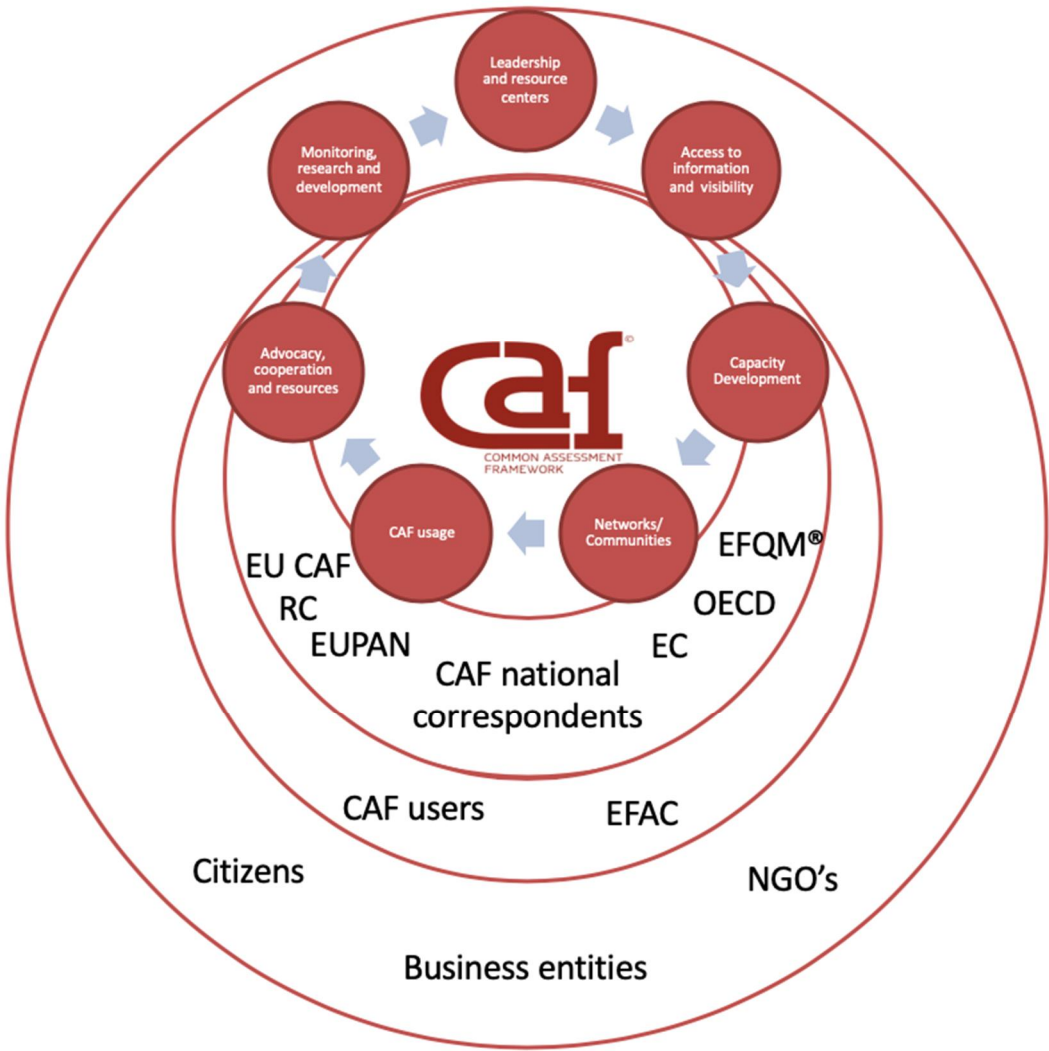 Leadership
and resource
centers
Monitoring,
research and
development
Access to
information
and visibility
Advocacy,
cooperation
and resources
Capacity
Development
caf©
COMMON ASSESSMENT
FRAMEWORK
CAF usage
Networks/
Communities
EU CAF
RC
EUPAN
CAF national
correspondents
EC
OECD
EFQM®
CAF users
EFAC
Citizens
NGO's
Business entities